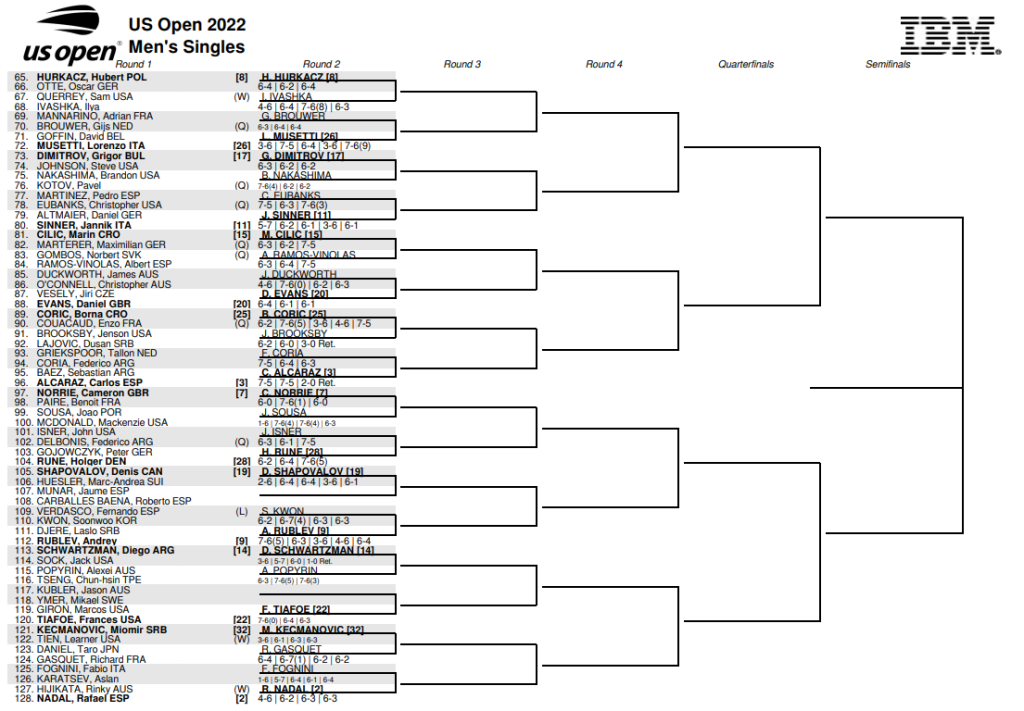 US Open 2022
Men's Singles
us open®
IBM®
Round 1 Round 2 Round 3 Round 4 Quarterfinals Semifinals
65. HURKACZ, Hubert POL [8] H. HURKACZ [8]
66. OTTE, Oscar GER 6-4 | 6-2 | 6-4
67. QUERREY, Sam USA (W) I. IVASHKA
68. IVASHKA, Ilya 4-6 | 6-4 | 7-6(8) | 6-3
69. MANNARINO, Adrian FRA G. BROUWER
70. BROUWER, Gijs NED (Q) 6-3 | 6-4 | 6-4
71. GOFFIN, David BEL L. MUSETTI [26]
72. MUSETTI, Lorenzo ITA [26] 3-6 | 7-5 | 6-4 | 3-6 | 7-6(9)
73. DIMITROV, Grigor BUL [17] G. DIMITROV [17]
74. JOHNSON, Steve USA 6-3 | 6-2 | 6-2
75. NAKASHIMA, Brandon USA B. NAKASHIMA
76. KOTOV, Pavel (Q) 7-6(4) | 6-2 | 6-2
77. MARTINEZ, Pedro ESP C. EUBANKS
78. EUBANKS, Christopher USA (Q) 7-5 | 6-3 | 7-6(3)
79. ALTMAIER, Daniel GER J. SINNER [11]
80. SINNER, Jannik ITA [11] 5-7 | 6-2 | 6-1 | 3-6 | 6-1
81. CILIC, Marin CRO [15] M. CILIC [15]
82. MARTERER, Maximilian GER (Q) 6-3 | 6-2 | 7-5
83. GOMBOS, Norbert SVK (Q) A. RAMOS-VINOLAS
84. RAMOS-VINOLAS, Albert ESP 6-3 | 6-4 | 7-5
85. DUCKWORTH, James AUS J. DUCKWORTH
86. O'CONNELL, Christopher AUS 4-6 | 7-6(0) | 6-2 | 6-3
87. VESELY, Jiri CZE D. EVANS [20]
88. EVANS, Daniel GBR [20] 6-4 | 6-1 | 6-1
89. CORIC, Borna CRO [25] B. CORIC [25]
90. COUACAUD, Enzo FRA (Q) 6-2 | 7-6(5) | 3-6 | 4-6 | 7-5
91. BROOKSBY, Jenson USA J. BROOKSBY
92. LAJOVIC, Dusan SRB 6-2 | 6-0 | 3-0 Ret.
93. GRIEKSPOOR, Tallon NED F. CORIA
94. CORIA, Federico ARG 7-5 | 6-4 | 6-3
95. BAEZ, Sebastian ARG C. ALCARAZ [3]
96. ALCARAZ, Carlos ESP [3] 7-5 | 7-5 | 2-0 Ret.
97. NORRIE, Cameron GBR [7] C. NORRIE [7]
98. PAIRE, Benoit FRA 6-0 | 7-6(1) | 6-0
99. SOUSA, Joao POR J. SOUSA
100. MCDONALD, Mackenzie USA 1-6 | 7-6(4) | 7-6(4) | 6-3
101. ISNER, John USA J. ISNER
102. DELBONIS, Federico ARG (Q) 6-3 | 6-1 | 7-5
103. GOJOWCZYK, Peter GER H. RUNE [28]
104. RUNE, Holger DEN [28] 6-2 | 6-4 | 7-6(5)
105. SHAPOVALOV, Denis CAN [19] D. SHAPOVALOV [19]
106. HUESLER, Marc-Andrea SUI 2-6 | 6-4 | 6-4 | 3-6 | 6-1
107. MUNAR, Jaume ESP
108. CARBALLES BAENA, Roberto ESP
109. VERDASCO, Fernando ESP (L) S. KWON
110. KWON, Soonwoo KOR 6-2 | 6-7(4) | 6-3 | 6-3
111. DJERE, Laslo SRB A. RUBLEV [9]
112. RUBLEV, Andrey [9] 7-6(5) | 6-3 | 3-6 | 4-6 | 6-4
113. SCHWARTZMAN, Diego ARG [14] D. SCHWARTZMAN [14]
114. SOCK, Jack USA 3-6 | 5-7 | 6-0 | 1-0 Ret.
115. POPYRIN, Alexei AUS A. POPYRIN
116. TSENG, Chun-hsin TPE 6-3 | 7-6(5) | 7-6(3)
117. KUBLER, Jason AUS
118. YMER, Mikael SWE
119. GIRON, Marcos USA F. TIAFOE [22]
120. TIAFOE, Frances USA [22] 7-6(0) | 6-4 | 6-3
121. KECMANOVIC, Miomir SRB [32] M. KECMANOVIC [32]
122. TIEN, Learner USA (W) 3-6 | 6-1 | 6-3 | 6-3
123. DANIEL, Taro JPN R. GASQUET
124. GASQUET, Richard FRA 6-4 | 6-7(1) | 6-2 | 6-2
125. FOGNINI, Fabio ITA F. FOGNINI
126. KARATSEV, Aslan 1-6 | 5-7 | 6-4 | 6-1 | 6-4
127. HIJIKATA, Rinky AUS (W) R. NADAL [2]
128. NADAL, Rafael ESP [2] 4-6 | 6-2 | 6-3 | 6-3